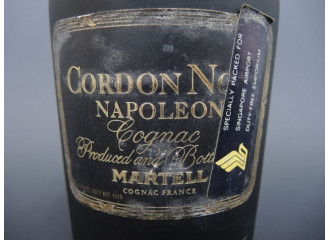 CORDON NO
NAPOLEON
Cognac
Produced and Bott
MARTELL
COGNAC FRANCE
SPECIALLY PACKED FOR
SINGAPORE AIRPORT
DUTY FREE EMPORIUM